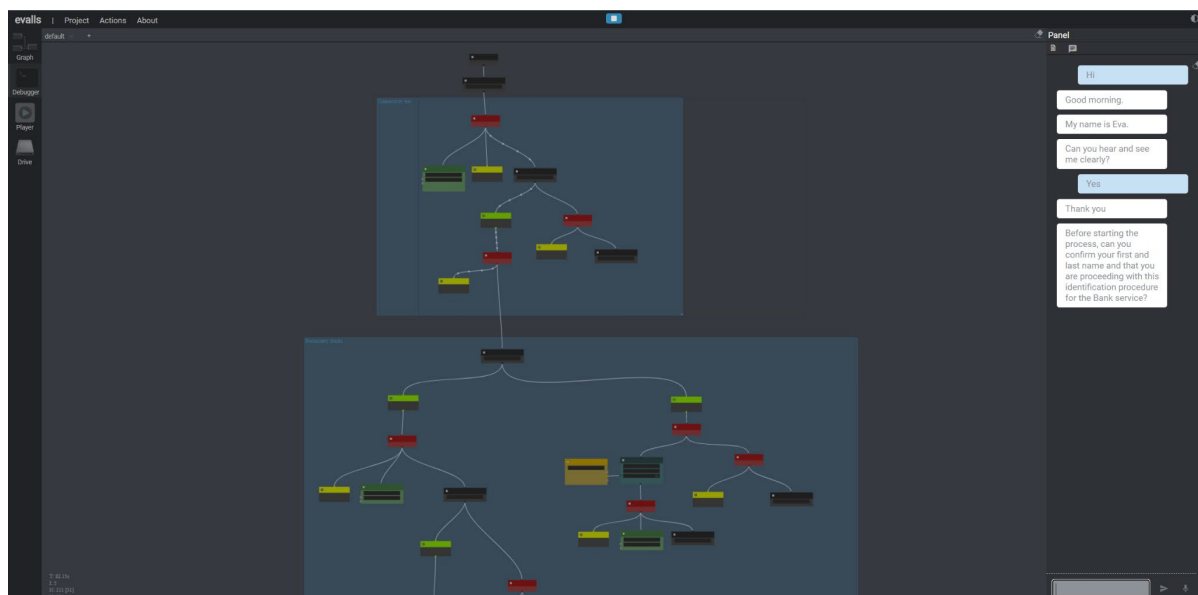 evalls | Project Actions About
default
Graph
Debugger
Player
Drive
Panel
Hi
Good morning.
My name is Eva.
Can you hear and see
me clearly?
Yes
Thank you
Before starting the
process, can you
confirm your first and
last name and that you
are proceeding with this
identification procedure
for the Bank service?